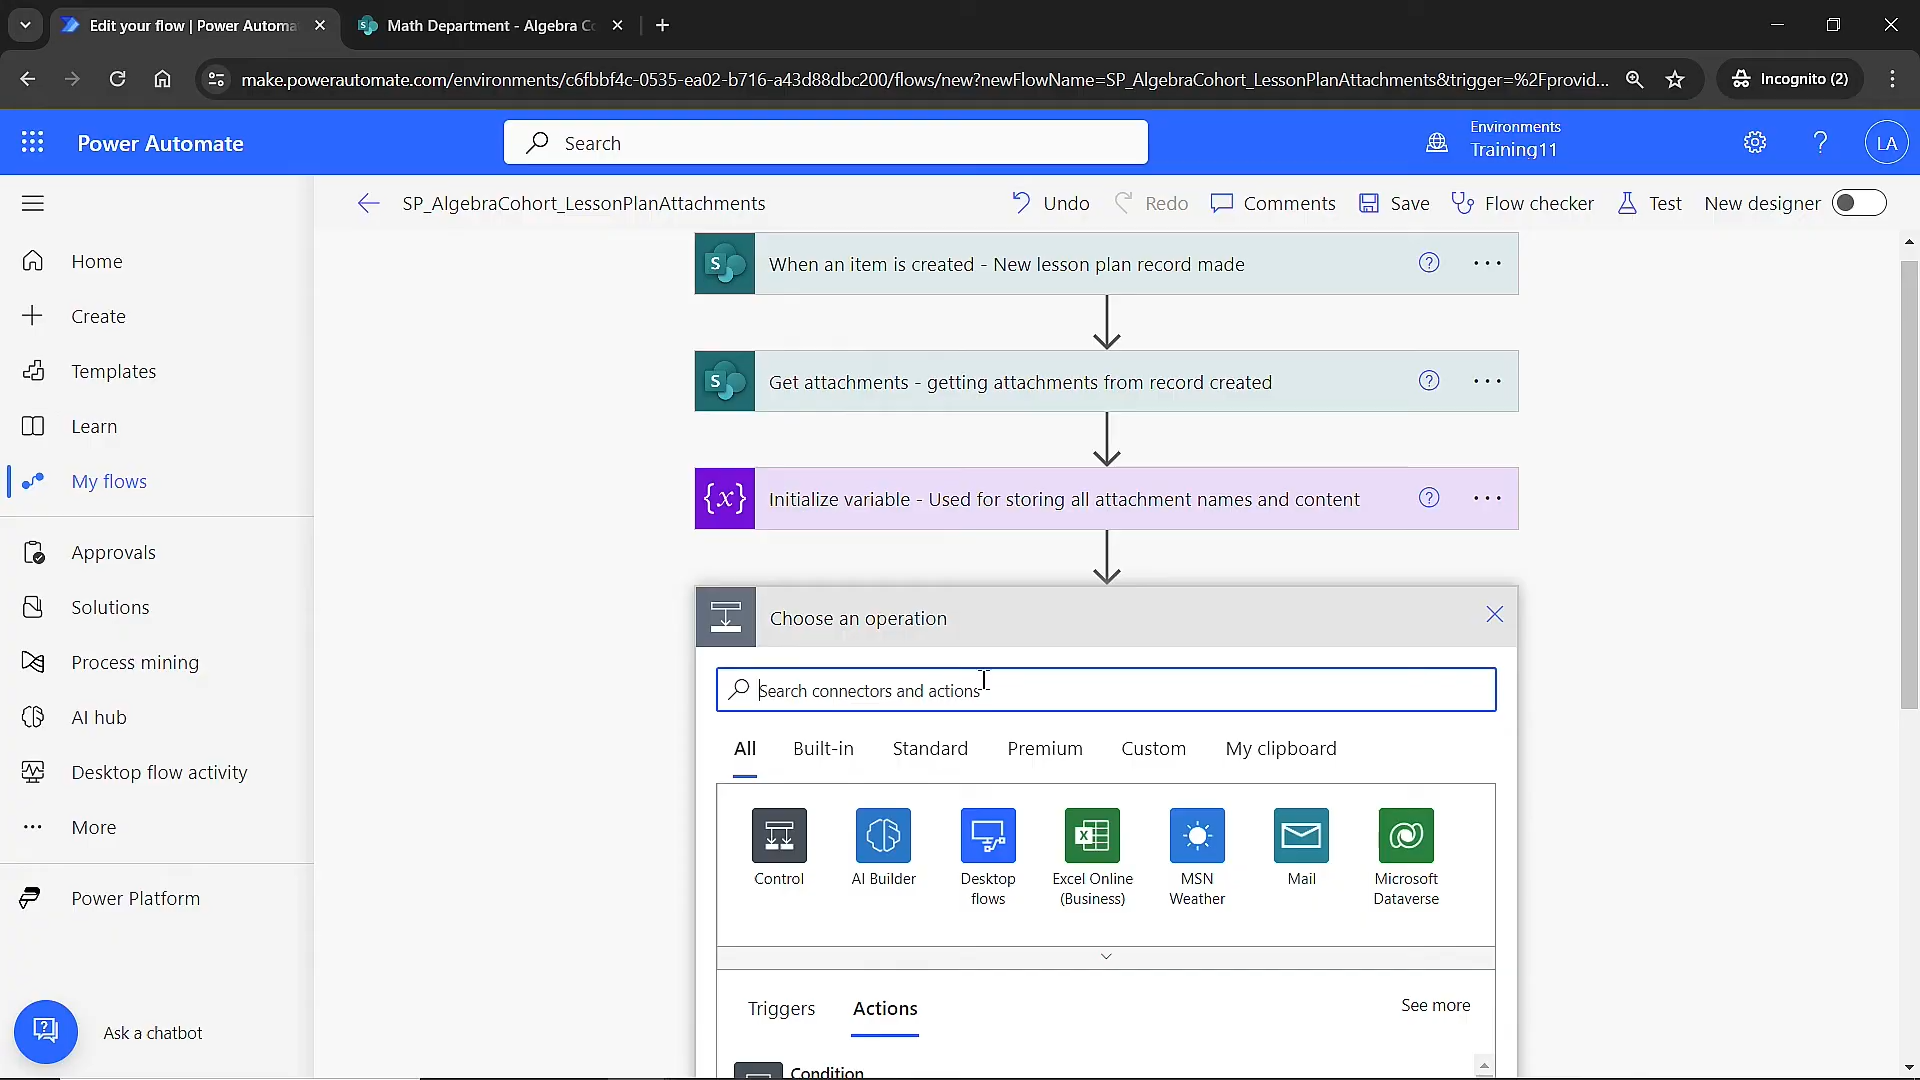 Edit your flow | Power Automa
Math Department - Algebra Co
make.powerautomate.com/environments/c6fbbf4c-0535-ea02-b716-a43d88dbc200/flows/new?newFlowName=SP_AlgebraCohort_LessonPlanAttachments&trigger=%2Fprovid...
Incognito (2)
Power Automate
Search
Environments
Training11
LA
SP_AlgebraCohort_LessonPlanAttachments
Undo
Redo
Comments
Save
Flow checker
Test
New designer
Home
Create
Templates
Learn
My flows
Approvals
Solutions
Process mining
AI hub
Desktop flow activity
More
Power Platform
Ask a chatbot
When an item is created - New lesson plan record made
Get attachments - getting attachments from record created
{x} Initialize variable - Used for storing all attachment names and content
Choose an operation
Search connectors and actions
All
Built-in
Standard
Premium
Custom
My clipboard
Control
AI Builder
Desktop
flows
Excel Online
(Business)
MSN
Weather
Mail
Microsoft
Dataverse
Triggers
Actions
See more
Condition